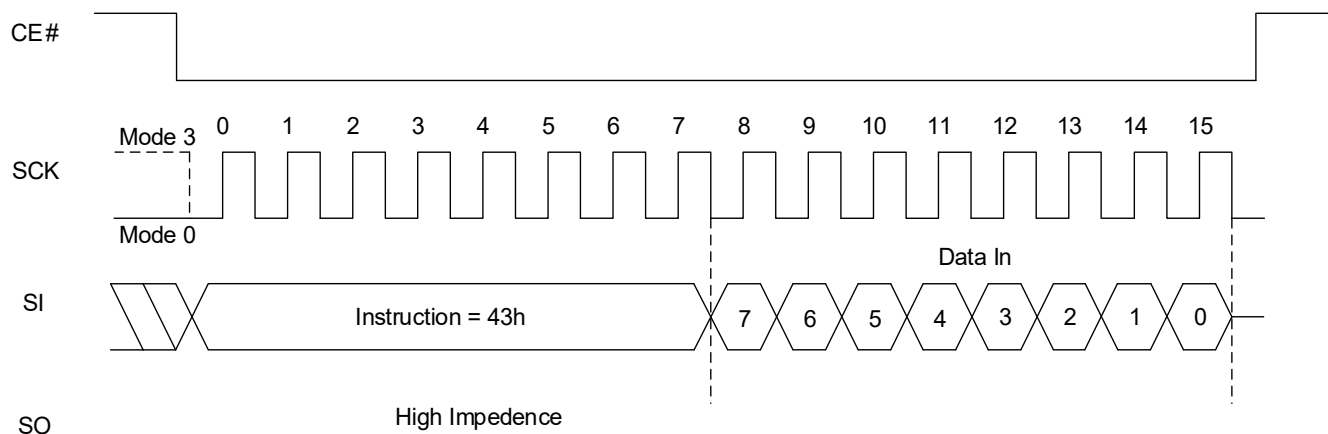 CE#
0 1 2 3 4 5 6 7 8 9 10 11 12 13 14 15
Mode 3
SCK
Mode 0
Data In
SI
Instruction = 43h
7 6 5 4 3 2 1 0
High Impedence
SO